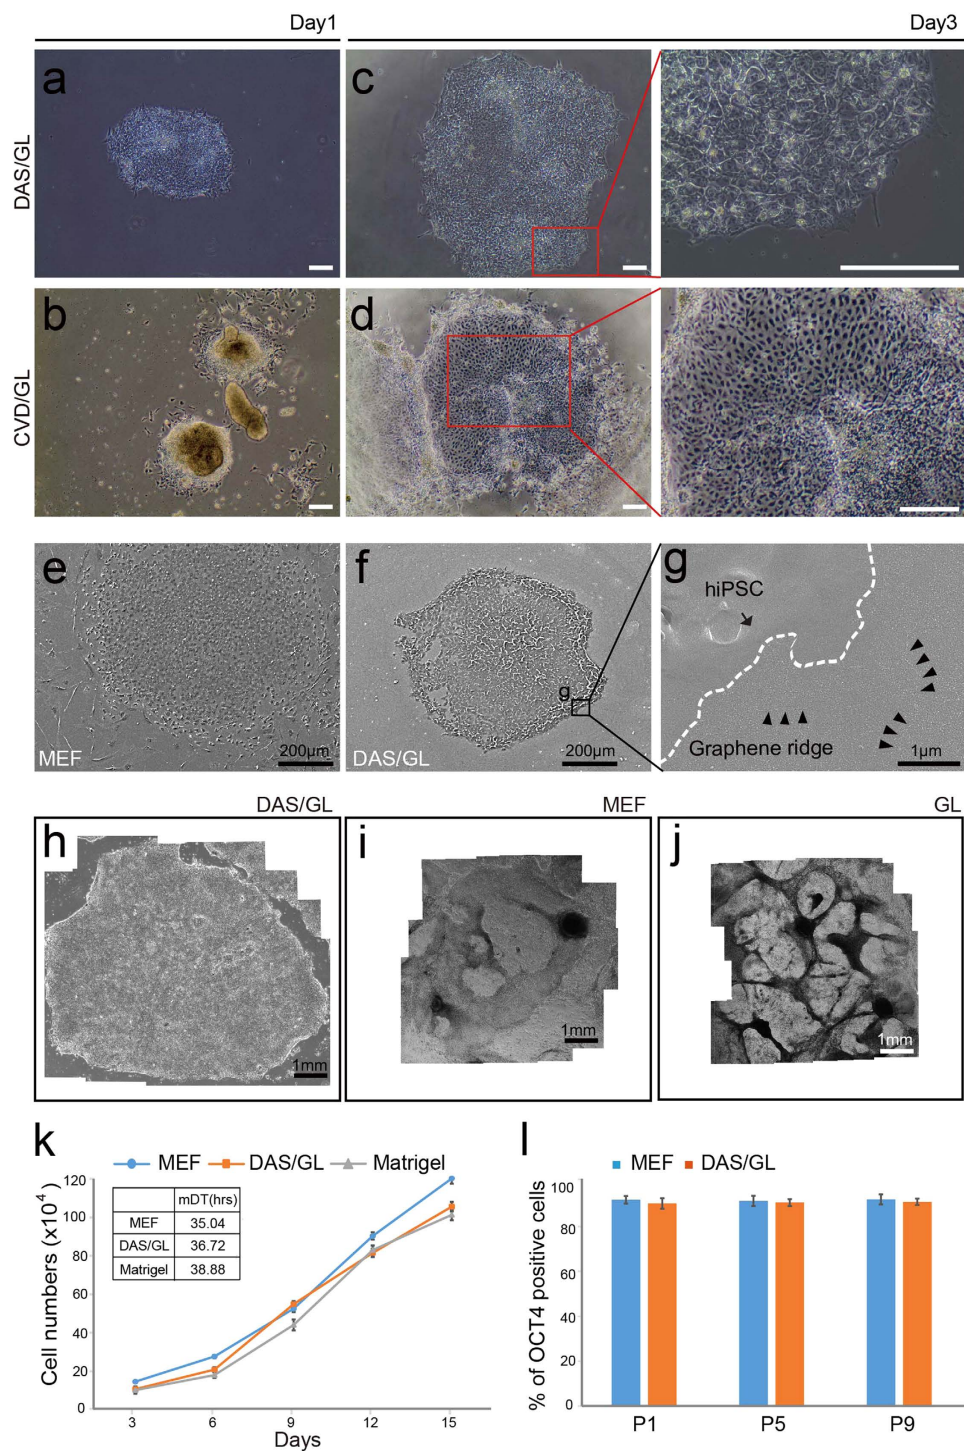 Day1
Day3
DAS/GL
a
c
CVD/GL
b
d
e
MEF
200μm
f
g
DAS/GL
200μm
g
hiPSC
Graphene ridge
1μm
DAS/GL
MEF
GL
h
1mm
i
1mm
j
1mm
k
MEF
DAS/GL
Matrigel
mDT(hrs)
MEF
35.04
DAS/GL
36.72
Matrigel
38.88
Cell numbers (x10⁴)
120
100
80
60
40
20
0
3
6
9
12
15
Days
l
MEF
DAS/GL
% of OCT4 positive cells
100
80
60
40
20
0
P1
P5
P9